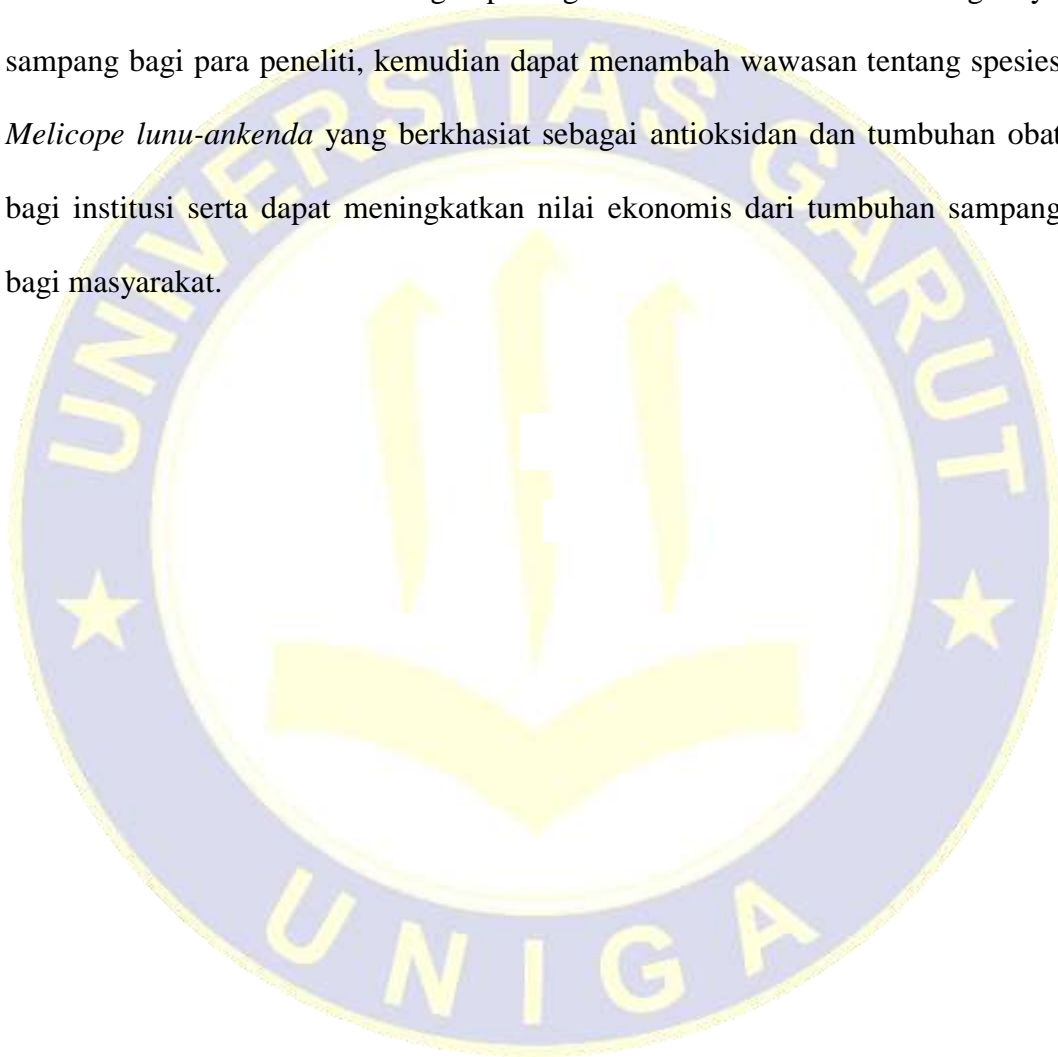 sampang bagi para peneliti, kemudian dapat menambah wawasan tentang spesies
Melicope lunu-ankenda yang berkhasiat sebagai antioksidan dan tumbuhan obat
bagi institusi serta dapat meningkatkan nilai ekonomis dari tumbuhan sampang
bagi masyarakat.
UNIVERSITAS GARUT
UNIGA